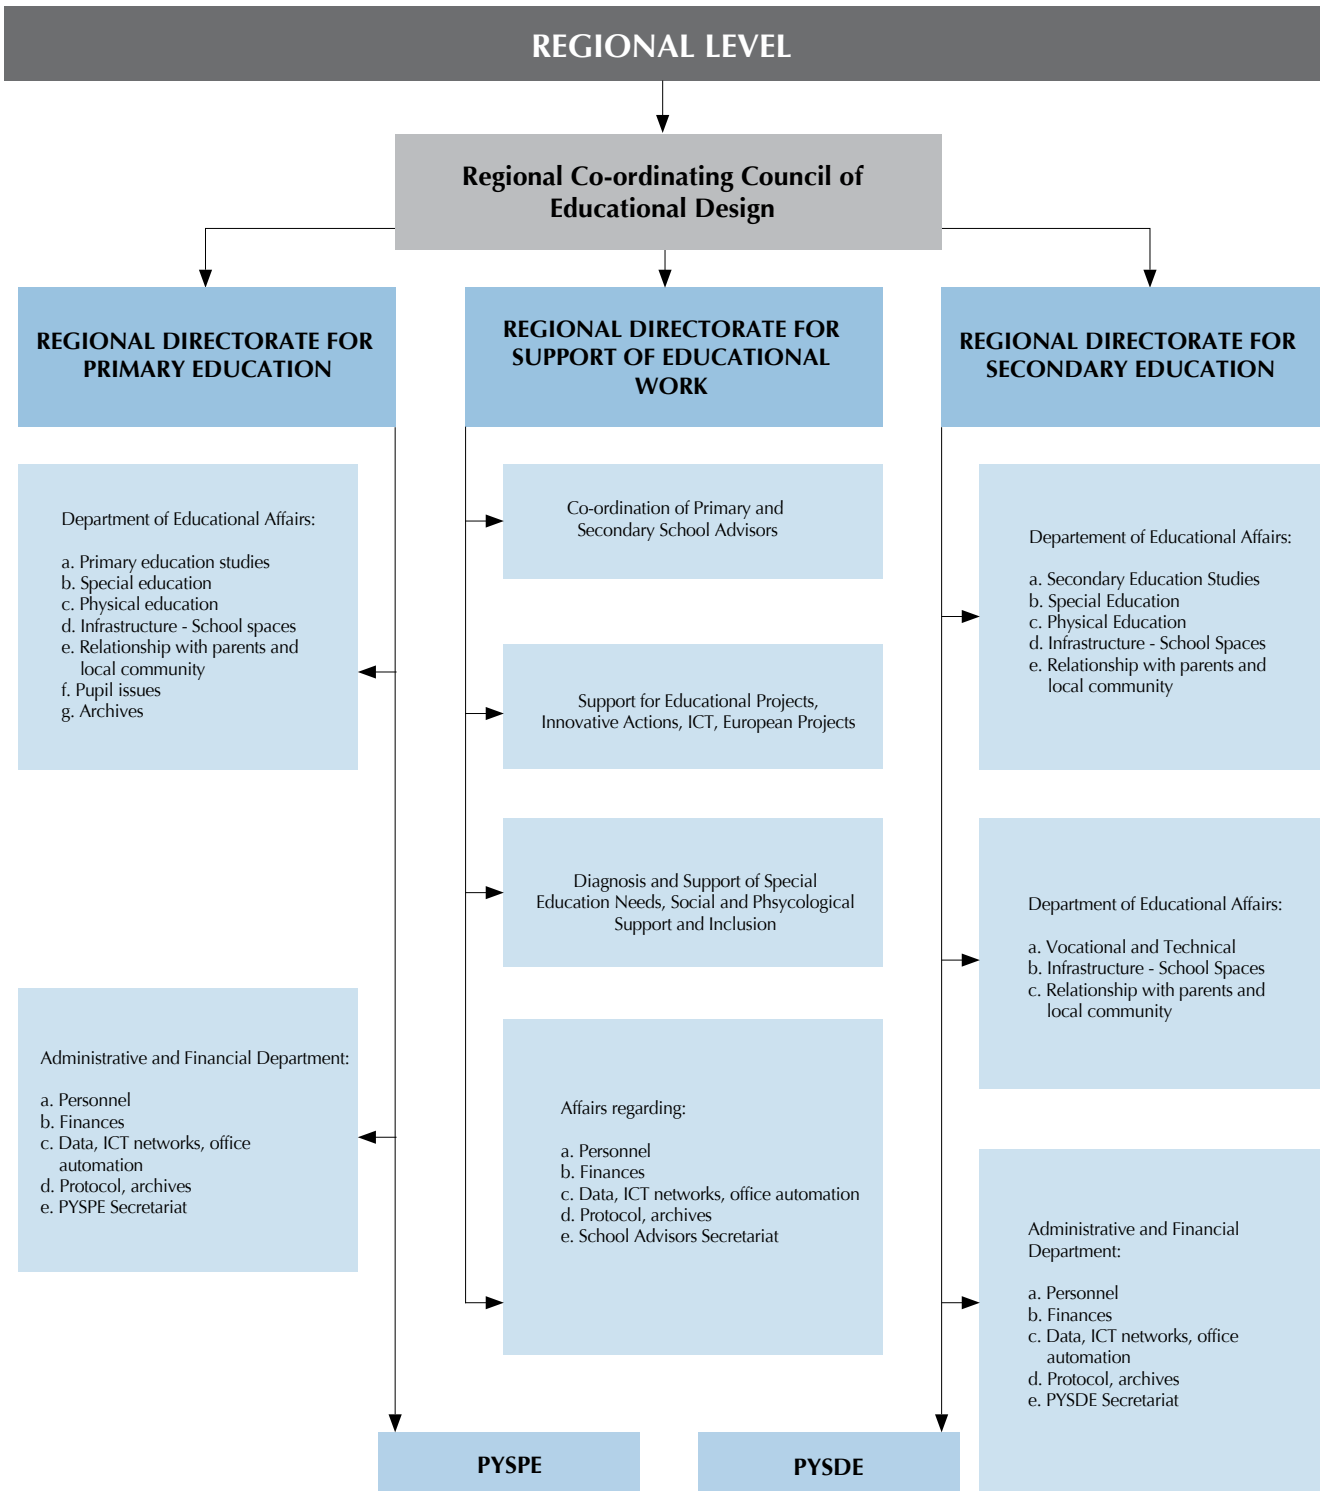 REGIONAL LEVEL
Regional Co-ordinating Council of
Educational Design
REGIONAL DIRECTORATE FOR
PRIMARY EDUCATION
REGIONAL DIRECTORATE FOR
SUPPORT OF EDUCATIONAL
WORK
REGIONAL DIRECTORATE FOR
SECONDARY EDUCATION
Department of Educational Affairs:
a. Primary education studies
b. Special education
c. Physical education
d. Infrastructure - School spaces
e. Relationship with parents and
local community
f. Pupil issues
g. Archives
Administrative and Financial Department:
a. Personnel
b. Finances
c. Data, ICT networks, office
automation
d. Protocol, archives
e. PYSPE Secretariat
Co-ordination of Primary and
Secondary School Advisors
Support for Educational Projects,
Innovative Actions, ICT, European Projects
Diagnosis and Support of Special
Education Needs, Social and Phsycological
Support and Inclusion
Affairs regarding:
a. Personnel
b. Finances
c. Data, ICT networks, office automation
d. Protocol, archives
e. School Advisors Secretariat
Departement of Educational Affairs:
a. Secondary Education Studies
b. Special Education
c. Physical Education
d. Infrastructure - School Spaces
e. Relationship with parents and
local community
Department of Educational Affairs:
a. Vocational and Technical
b. Infrastructure - School Spaces
c. Relationship with parents and
local community
Administrative and Financial
Department:
a. Personnel
b. Finances
c. Data, ICT networks, office
automation
d. Protocol, archives
e. PYSDE Secretariat
PYSPE
PYSDE